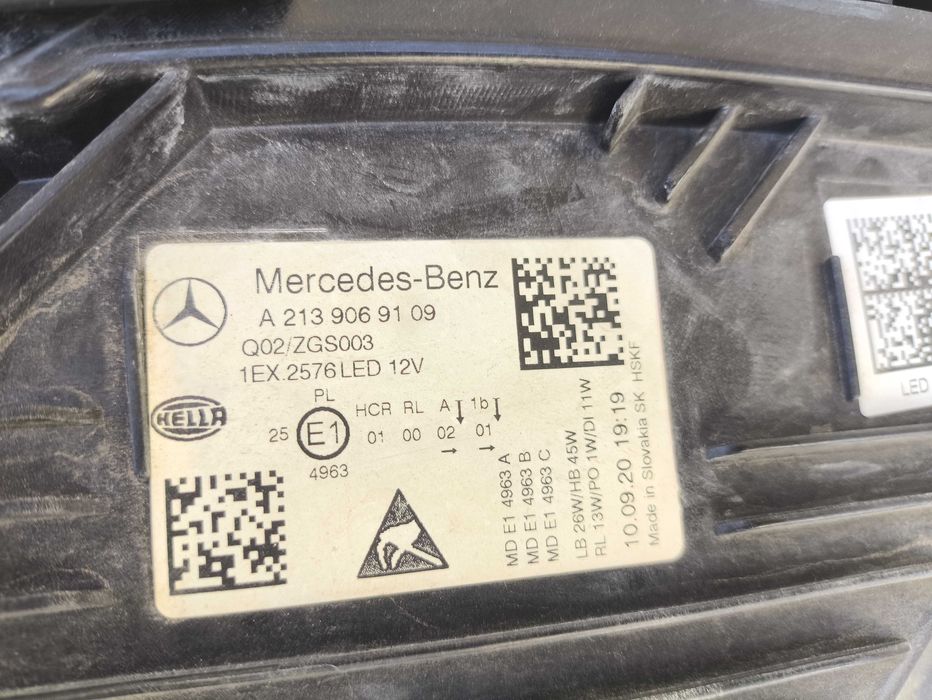 Mercedes-Benz
A 213 906 91 09
Q02/ZGS003
1EX.2576 LED 12V
HELLA
PL
25 E1 HCR RL A 1b
01 00 02 01
4963
MD E1 4963 A
MD E1 4963 B
MD E1 4963 C
LB 26W/HB 45W
RL 13W/PO 1W/DI 11W
10.09.20 19:19
Made in Slovakia SK HSKF
LED